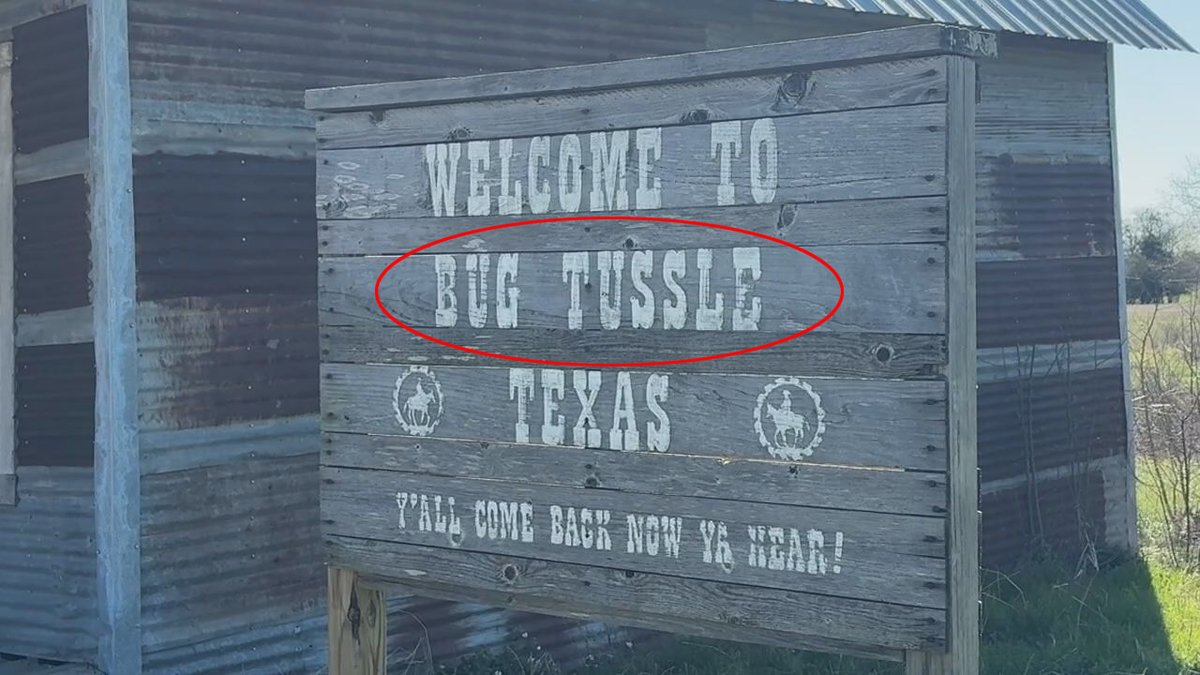 WELCOME TO
BUG TUSSLE
TEXAS
Y'ALL COME BACK NOW YA HEAR!